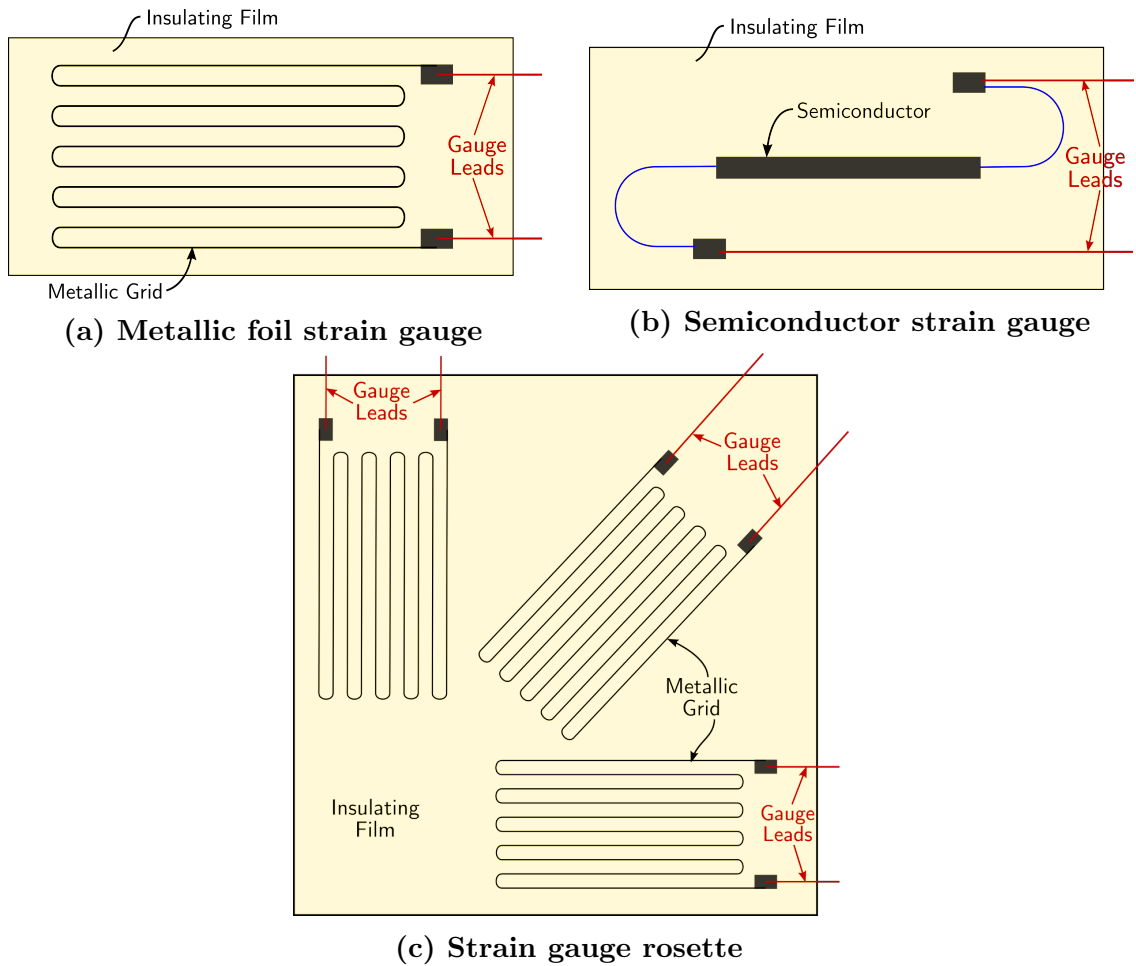 Insulating Film
Gauge
Leads
Metallic Grid
(a) Metallic foil strain gauge
Insulating Film
Semiconductor
Gauge
Leads
(b) Semiconductor strain gauge
Gauge
Leads
Gauge
Leads
Metallic
Grid
Insulating
Film
Gauge
Leads
(c) Strain gauge rosette